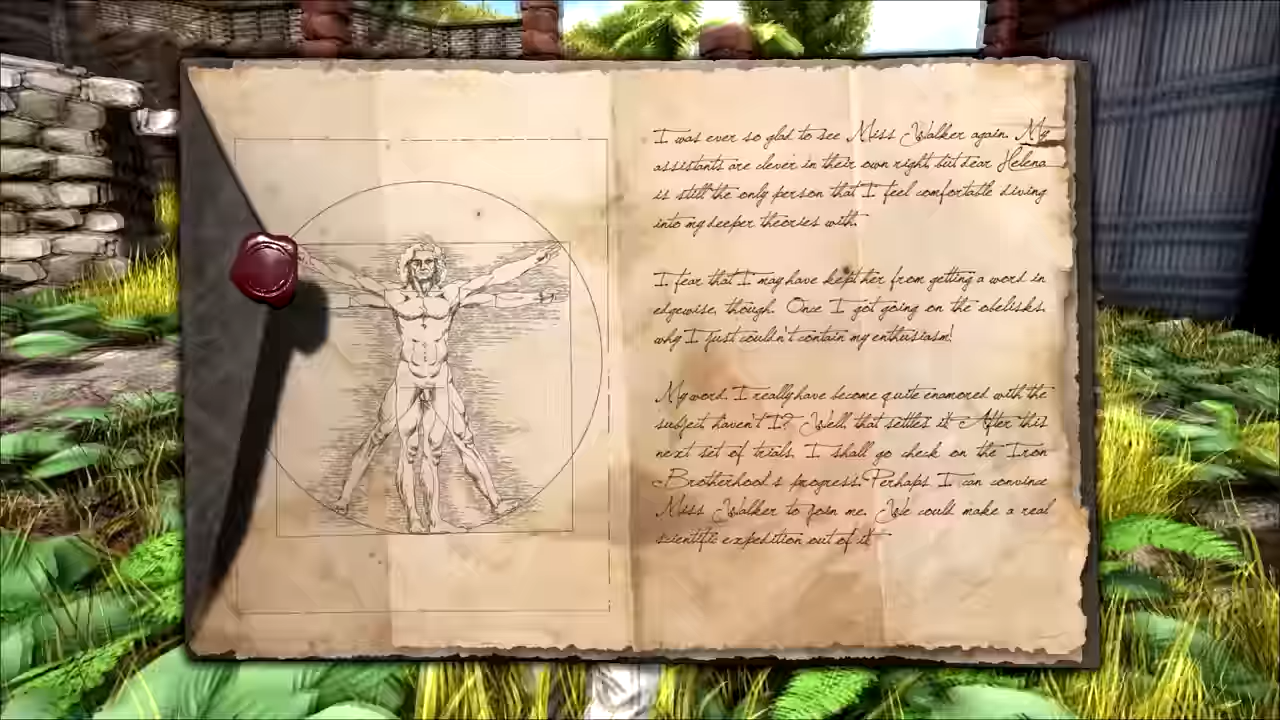 I was ever so glad to see Miss Walker again. My
assistants are clever in their own right, but dear Helena
is still the only person that I feel comfortable diving
into my deeper theories with.
I fear that I may have kept her from getting a word in
edgewise, though. Once I got going on the obelisks,
why I just couldn't contain my enthusiasm!
My word, I really have become quite enamored with the
subject haven't I? Well, that settles it. After this
next set of trials, I shall go check on the Iron
Brotherhood's progress. Perhaps I can convince
Miss Walker to join me. We could make a real
scientific expedition out of it.